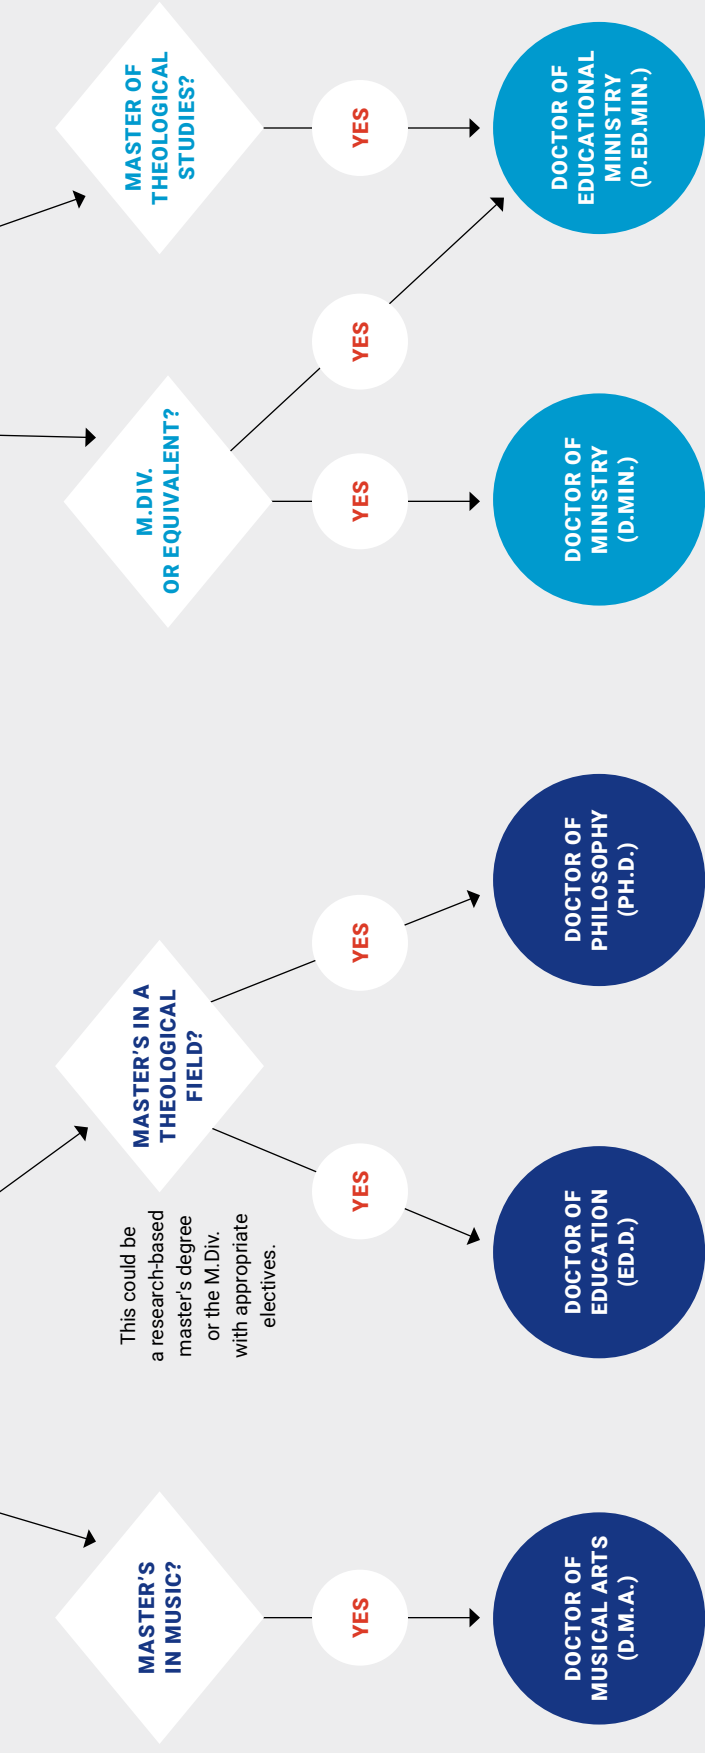 MASTER'S
IN MUSIC?
This could be
a research-based
master's degree
or the M.Div.
with appropriate
electives.
MASTER'S IN A
THEOLOGICAL
FIELD?
M.DIV.
OR EQUIVALENT?
MASTER OF
THEOLOGICAL
STUDIES?
YES
YES
YES
YES
YES
YES
DOCTOR OF
MUSICAL ARTS
(D.M.A.)
DOCTOR OF
EDUCATION
(ED.D.)
DOCTOR OF
PHILOSOPHY
(PH.D.)
DOCTOR OF
MINISTRY
(D.MIN.)
DOCTOR OF
EDUCATIONAL
MINISTRY
(D.ED.MIN.)